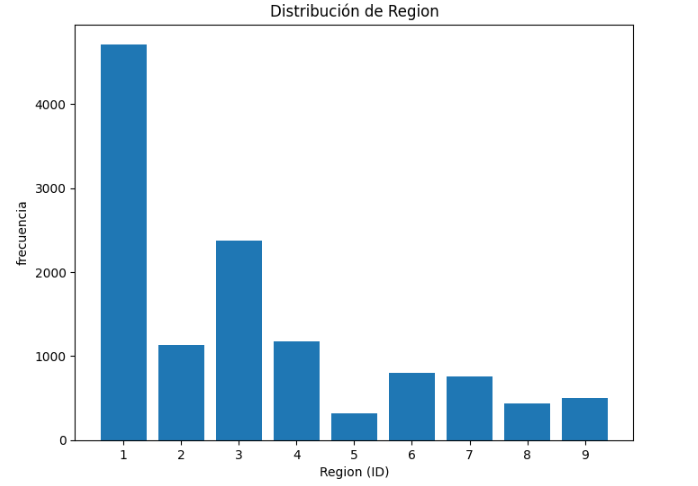 Distribución de Region
frecuencia
4000
3000
2000
1000
0
1 2 3 4 5 6 7 8 9
Region (ID)